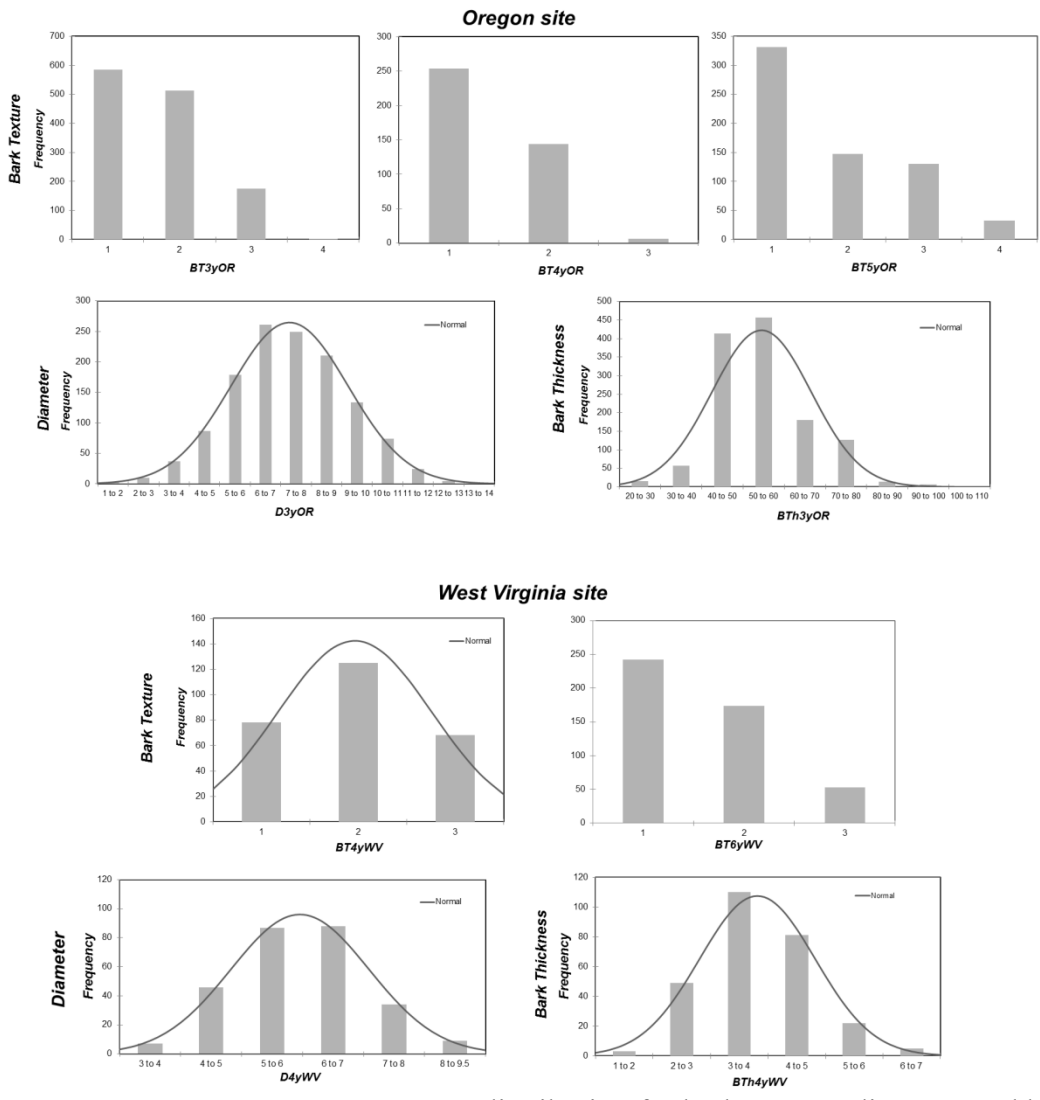 Oregon site
Bark Texture
Frequency
700
600
500
400
300
200
100
0
1 2 3 4
BT3yOR
300
250
200
150
100
50
0
1 2 3
BT4yOR
350
300
250
200
150
100
50
0
1 2 3 4
BT5yOR
Diameter
Frequency
300
250
200
150
100
50
0
Normal
1 to 2 2 to 3 3 to 4 4 to 5 5 to 6 6 to 7 7 to 8 8 to 9 9 to 10 10 to 11 11 to 12 12 to 13 13 to 14
D3yOR
Bark Thickness
Frequency
500
450
400
350
300
250
200
150
100
50
0
Normal
20 to 30 30 to 40 40 to 50 50 to 60 60 to 70 70 to 80 80 to 90 90 to 100 100 to 110
BTh3yOR
West Virginia site
Bark Texture
Frequency
160
140
120
100
80
60
40
20
0
Normal
1 2 3
BT4yWV
300
250
200
150
100
50
0
1 2 3
BT6yWV
Diameter
Frequency
120
100
80
60
40
20
0
Normal
3 to 4 4 to 5 5 to 6 6 to 7 7 to 8 8 to 9.5
D4yWV
Bark Thickness
Frequency
120
100
80
60
40
20
0
Normal
1 to 2 2 to 3 3 to 4 4 to 5 5 to 6 6 to 7
BTh4yWV